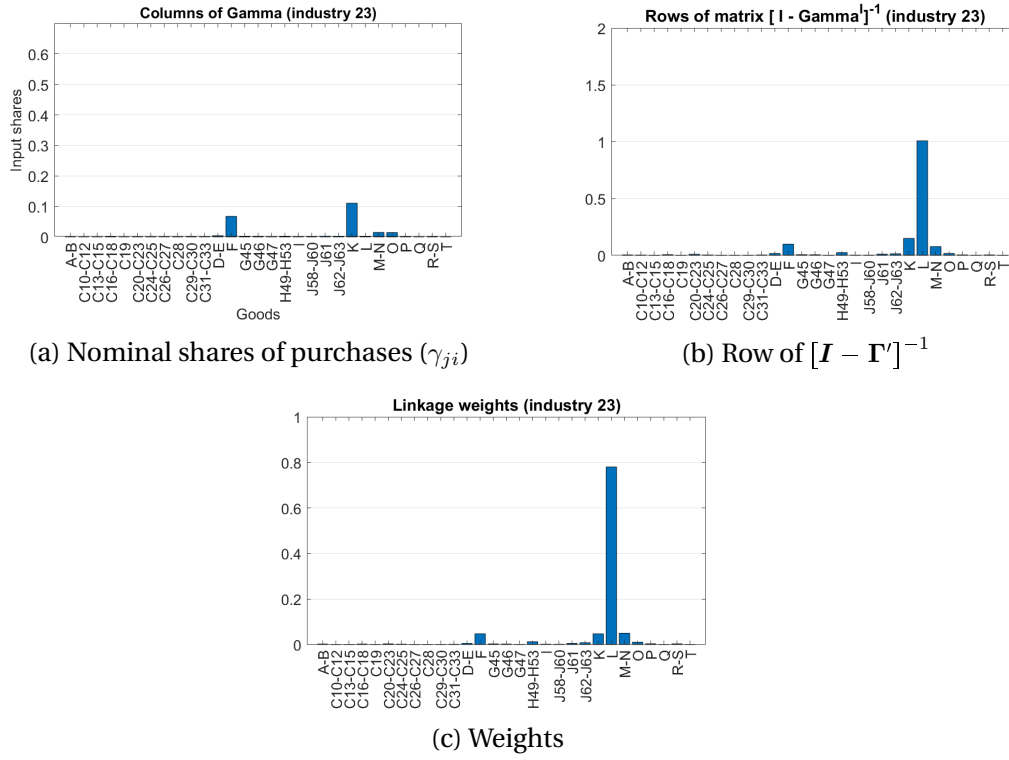 Columns of Gamma (industry 23)
Input shares
0.6
0.5
0.4
0.3
0.2
0.1
0
A-B
C10-C12
C13-C15
C16-C18
C19
C20-C23
C24-C25
C26-C27
C28
C29-C30
C31-C33
D-E
F
G45
G46
G47
H49-H53
I
J58-J60
J61
J62-J63
K
L
M-N
O
P
Q
R-S
T
Goods
(a) Nominal shares of purchases (γji)
Rows of matrix [ I - Gamma^I]^-1 (industry 23)
2
1.5
1
0.5
0
A-B
C10-C12
C13-C15
C16-C18
C19
C20-C23
C24-C25
C26-C27
C28
C29-C30
C31-C33
D-E
F
G45
G46
G47
H49-H53
I
J58-J60
J61
J62-J63
K
L
M-N
O
P
Q
R-S
T
(b) Row of [I − Γ′]^−1
Linkage weights (industry 23)
1
0.8
0.6
0.4
0.2
0
A-B
C10-C12
C13-C15
C16-C18
C19
C20-C23
C24-C25
C26-C27
C28
C29-C30
C31-C33
D-E
F
G45
G46
G47
H49-H53
I
J58-J60
J61
J62-J63
K
L
M-N
O
P
Q
R-S
T
(c) Weights